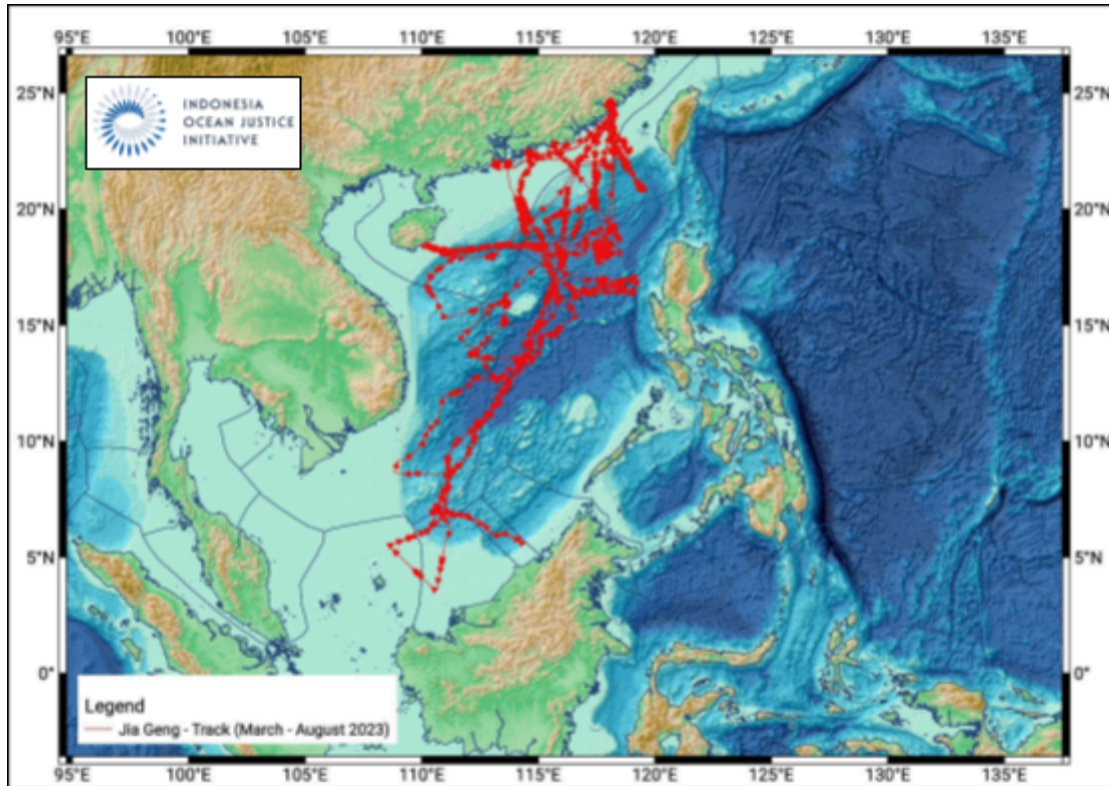 95°E 100°E 105°E 110°E 115°E 120°E 125°E 130°E 135°E
25°N 25°N
INDONESIA
OCEAN JUSTICE
INITIATIVE
20°N 20°N
15°N 15°N
10°N 10°N
5°N 5°N
0° 0°
Legend
Jia Geng - Track (March - August 2023)
95°E 100°E 105°E 110°E 115°E 120°E 125°E 130°E 135°E